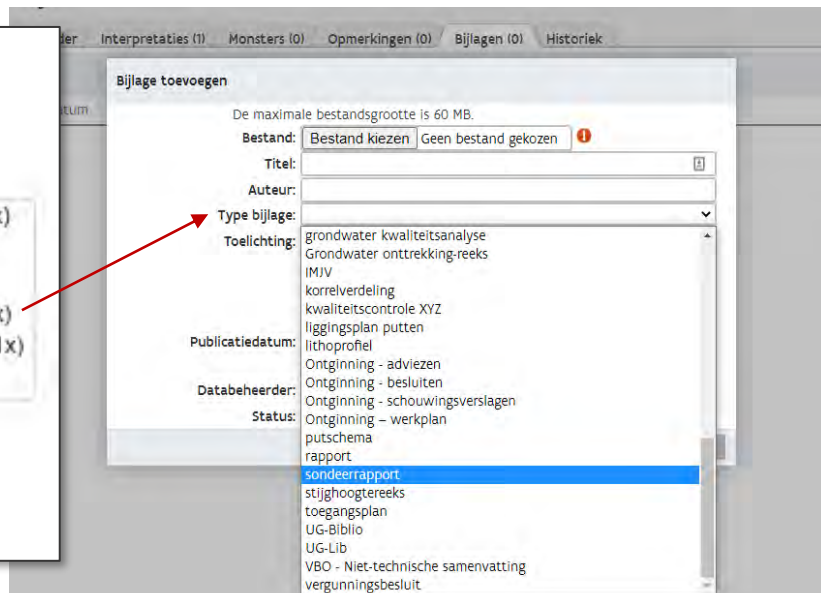 der Interpretaties (1) Monsters (0) Opmerkingen (0) Bijlagen (0) Historiek
Bijlage toevoegen
tum
De maximale bestandsgrootte is 60 MB.
Bestand: Bestand kiezen Geen bestand gekozen
Titel:
Auteur:
Type bijlage:
Toelichting:
grondwater kwaliteitsanalyse
Grondwater onttrekking-reeks
IMJV
korrelverdeling
kwaliteitscontrole XYZ
liggingsplan putten
Publicatiedatum:
lithoprofiel
Ontginning - adviezen
Databeheerder:
Ontginning - besluiten
Ontginning - schouwingsverslagen
Status:
Ontginning – werkplan
putschema
rapport
sondeerrapport
stijghoogtereeks
toegangsplan
UG-Biblio
UG-Lib
VBO - Niet-technische samenvatting
vergunningsbesluit
x)
x)
1x)